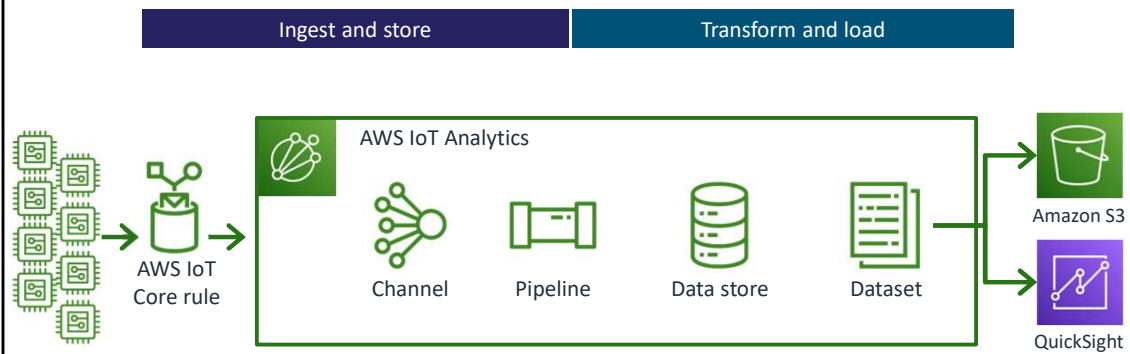 Ingest and store
Transform and load
AWS IoT Analytics
AWS IoT
Core rule
Channel
Pipeline
Data store
Dataset
Amazon S3
QuickSight